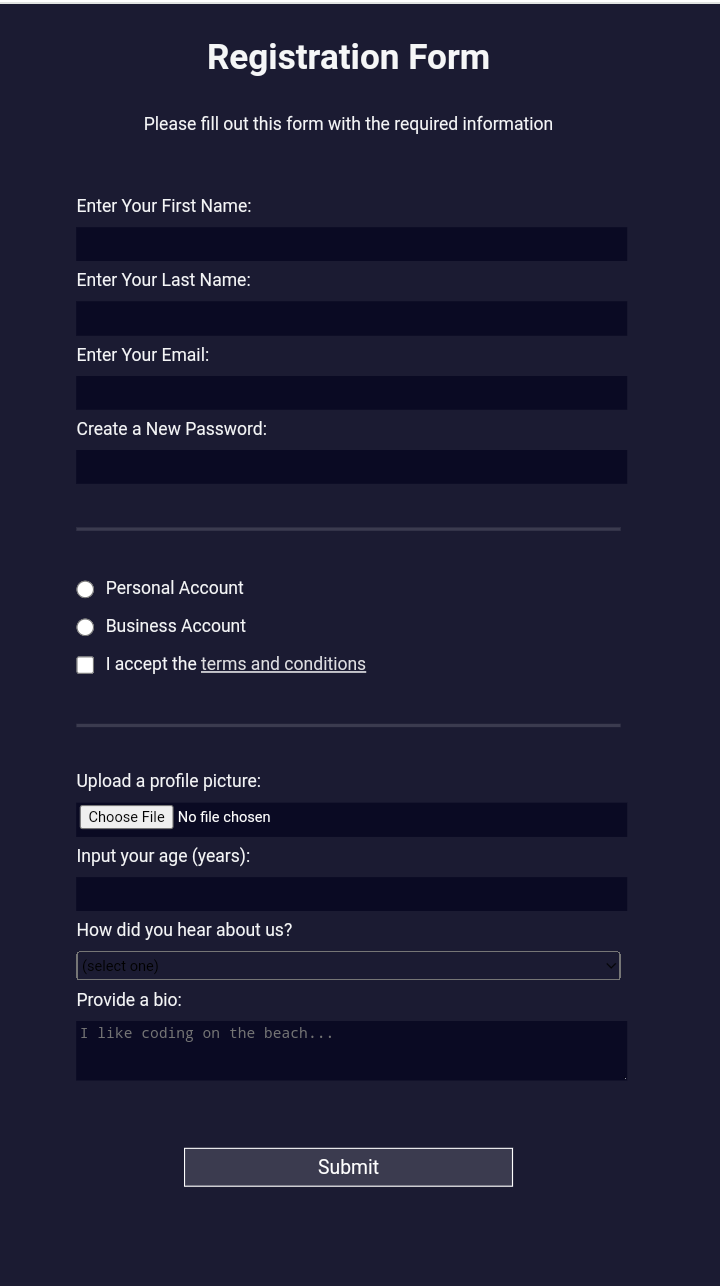 Registration Form
Please fill out this form with the required information
Enter Your First Name:
Enter Your Last Name:
Enter Your Email:
Create a New Password:
Personal Account
Business Account
I accept the terms and conditions
Upload a profile picture:
Choose File No file chosen
Input your age (years):
How did you hear about us?
(select one)
Provide a bio:
I like coding on the beach...
Submit